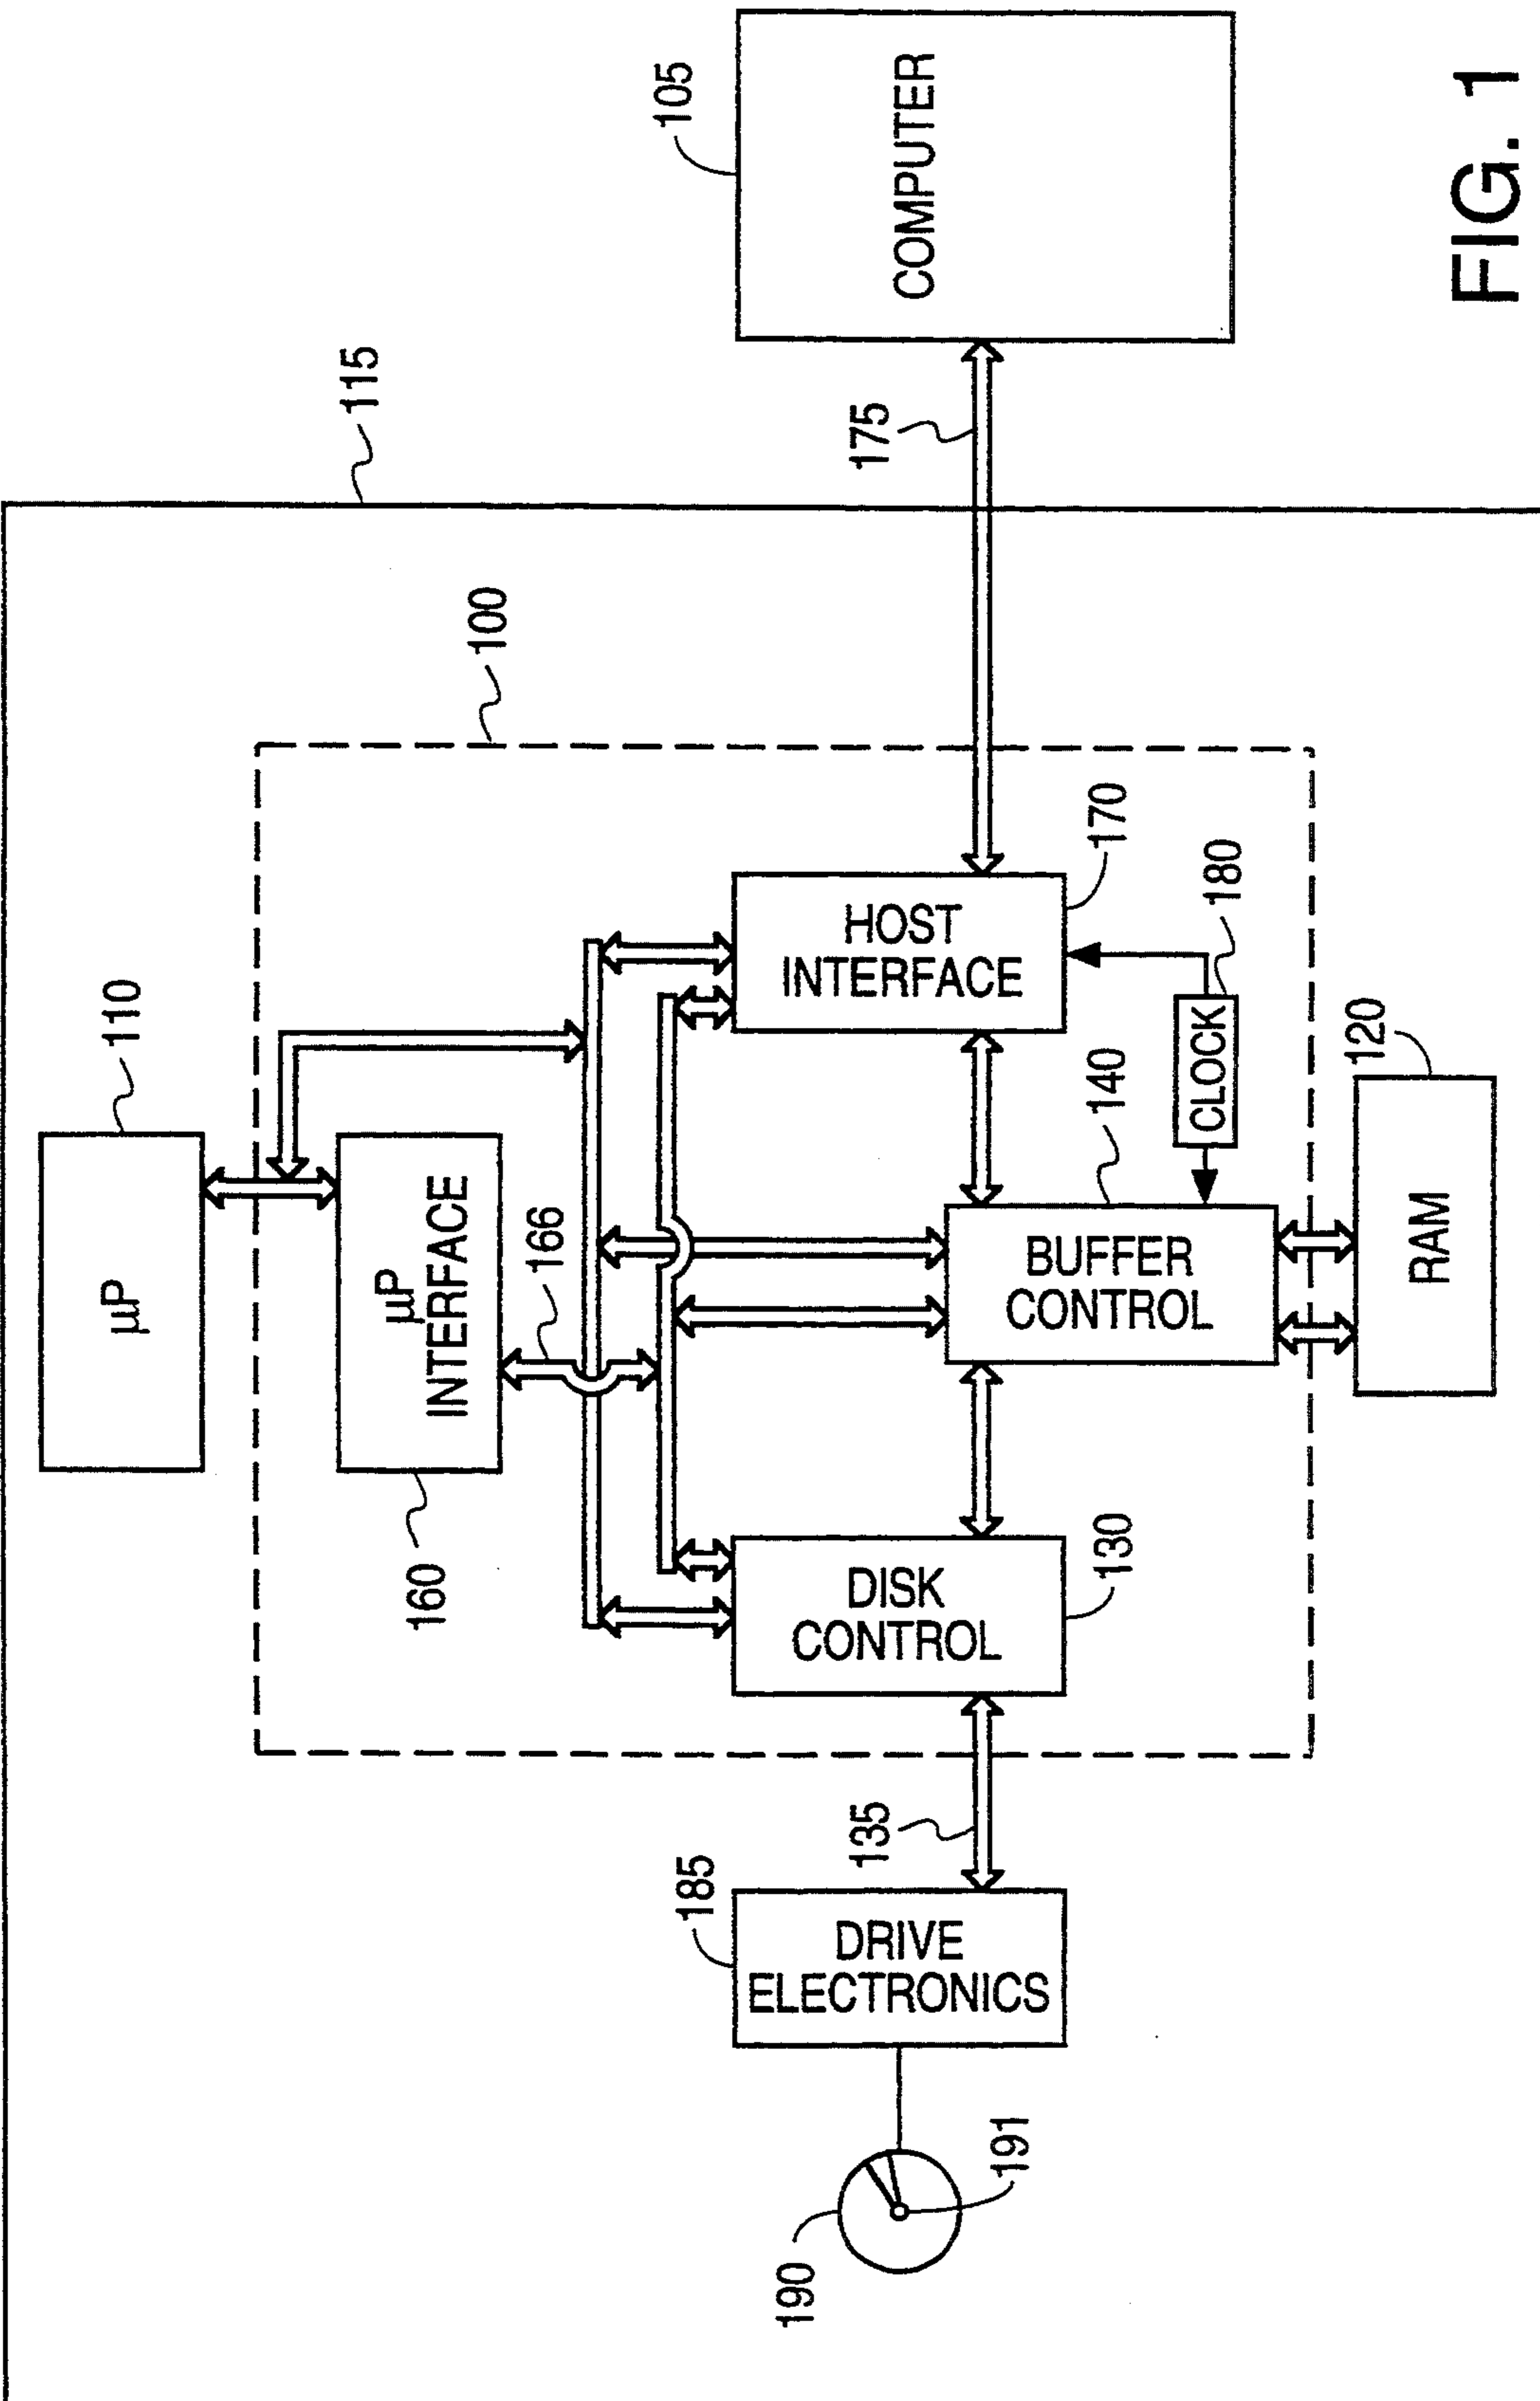 115
110
µP
100
160
µP
INTERFACE
166
105
COMPUTER
185
DRIVE
ELECTRONICS
135
DISK
CONTROL
130
BUFFER
CONTROL
140
HOST
INTERFACE
170
175
190
191
CLOCK
180
RAM
120
FIG. 1